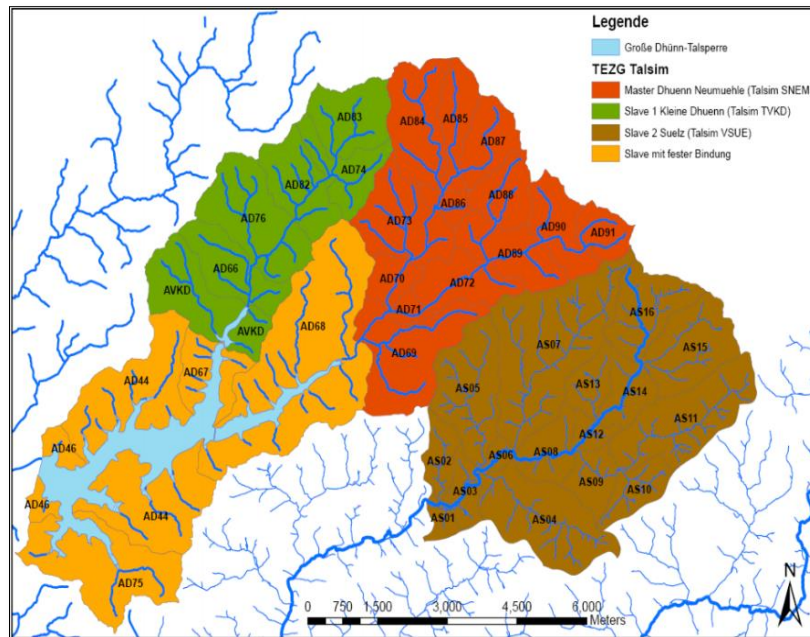 Legende
Große Dhünn-Talsperre
TEZG Talsim
Master Dhuenn Neumuehle (Talsim SNEM
Slave 1 Kleine Dhuenn (Talsim TVKD)
Slave 2 Suelz (Talsim VSUE)
Slave mit fester Bindung
AD83
AD84
AD85
AD87
AD74
AD82
AD88
AD76
AD86
AD73
AD90
AD91
AD66
AD89
AVKD
AD70
AD72
AD71
AS16
AVKD
AD68
AS07
AS15
AD69
AD67
AD44
AS05
AS13
AS14
AS11
AS12
AD46
AS02
AS06
AS08
AS09
AS10
AS03
AD46
AD44
AS01
AS04
AD75
N
0 750 1,500 3,000 4,500 6,000
Meters